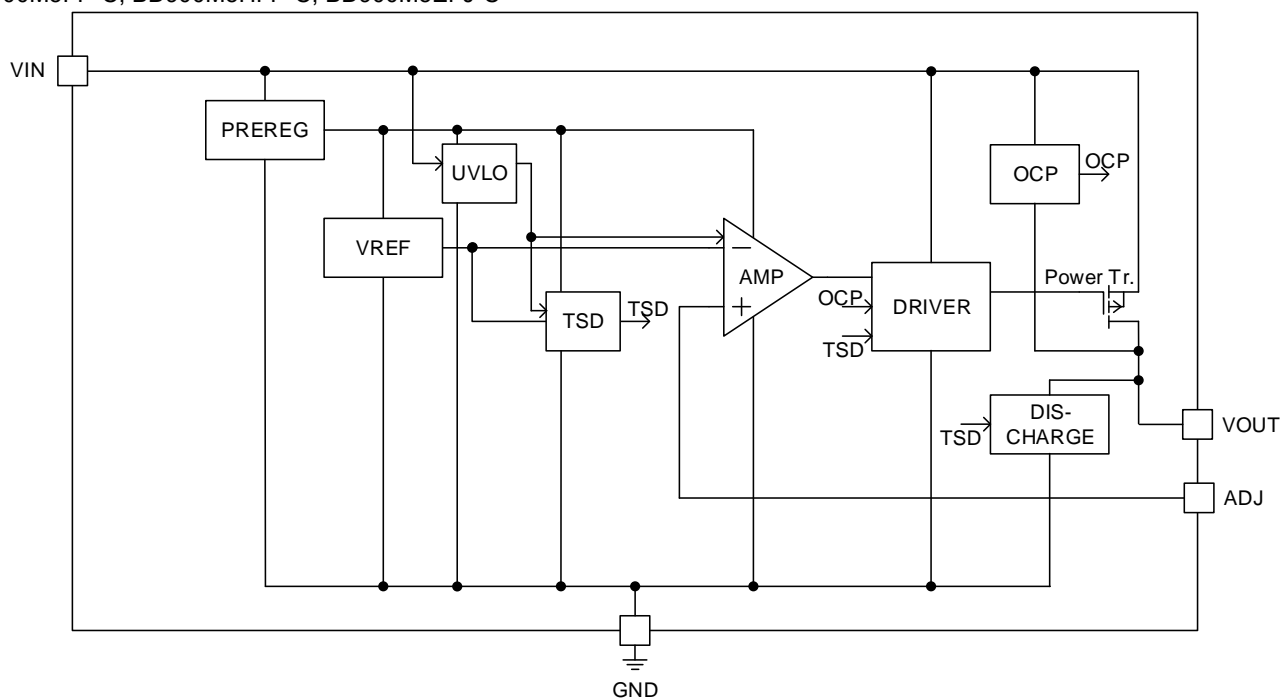 VIN
PREREG
UVLO
OCP
OCP
VREF
AMP
−
+
Power Tr.
TSD
TSD
OCP
TSD
DRIVER
DIS-
CHARGE
TSD
VOUT
ADJ
GND